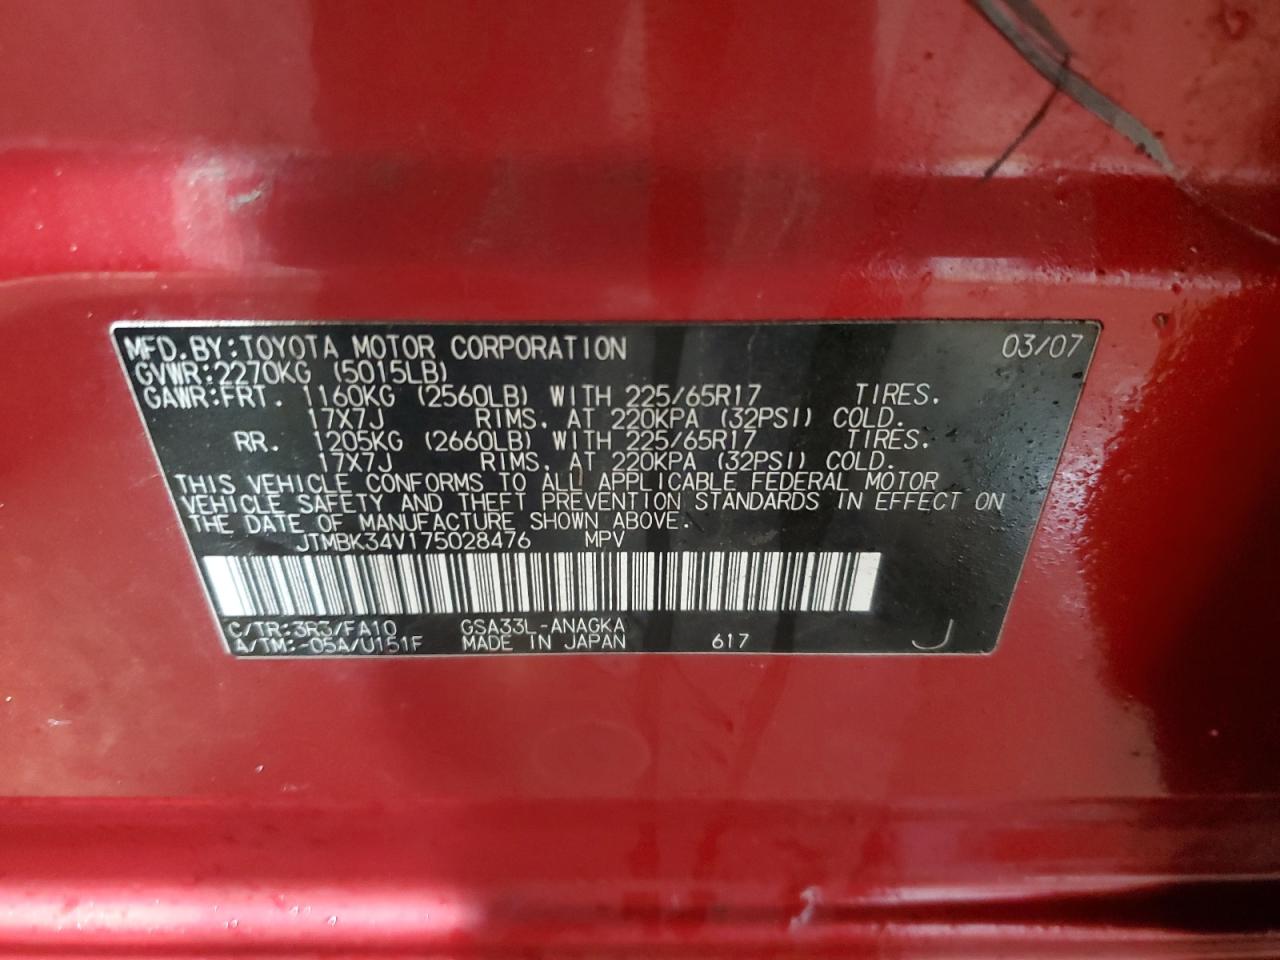 MFD.BY:TOYOTA MOTOR CORPORATION 03/07
GVWR:2270KG (5015LB)
GAWR:FRT. 1160KG (2560LB) WITH 225/65R17 TIRES.
17X7J RIMS. AT 220KPA (32PSI) COLD.
RR. 1205KG (2660LB) WITH 225/65R17 TIRES.
17X7J RIMS. AT 220KPA (32PSI) COLD.
THIS VEHICLE CONFORMS TO ALL APPLICABLE FEDERAL MOTOR
VEHICLE SAFETY AND THEFT PREVENTION STANDARDS IN EFFECT ON
THE DATE OF MANUFACTURE SHOWN ABOVE.
JTMBK34V175028476 MPV
C/TR:3R3/FA10 GSA33L-ANAGKA
A/TM:-05A/U151F MADE IN JAPAN 617 J